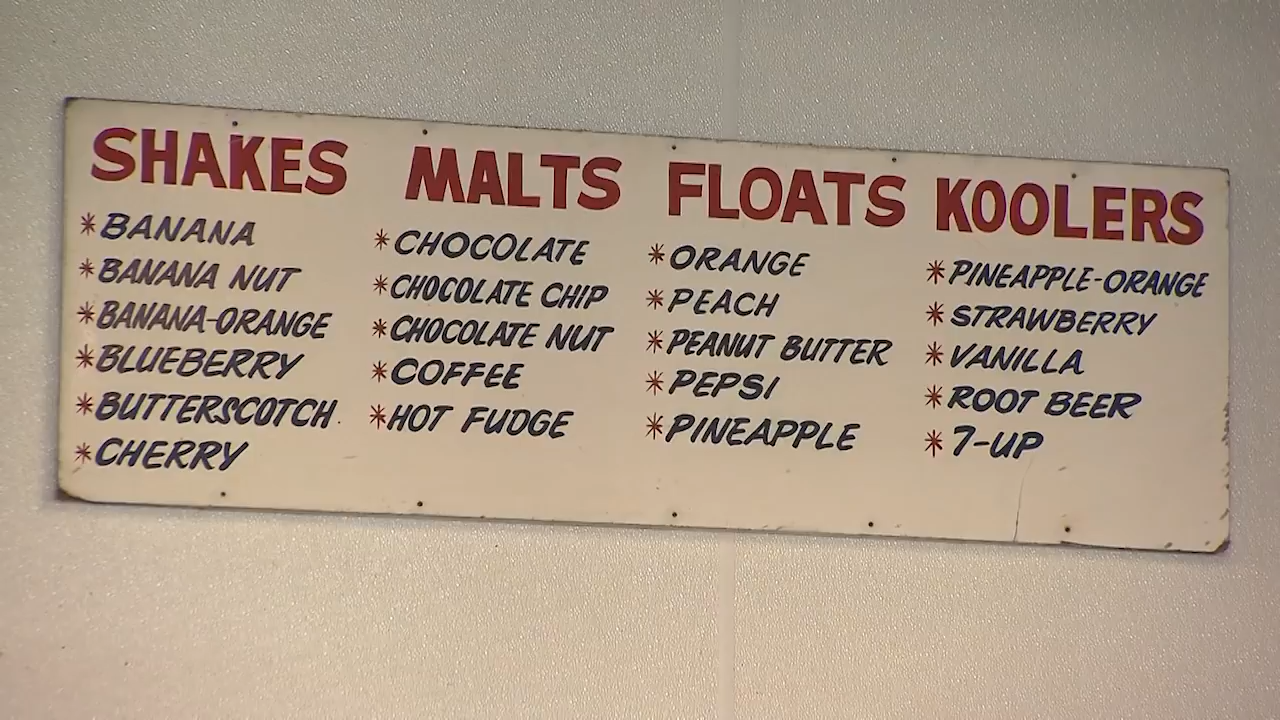 SHAKES MALTS FLOATS KOOLERS
*BANANA
*BANANA NUT
*BANANA-ORANGE
*BLUEBERRY
*BUTTERSCOTCH
*CHERRY
*CHOCOLATE
*CHOCOLATE CHIP
*CHOCOLATE NUT
*COFFEE
*HOT FUDGE
*ORANGE
*PEACH
*PEANUT BUTTER
*PEPSI
*PINEAPPLE
*PINEAPPLE-ORANGE
*STRAWBERRY
*VANILLA
*ROOT BEER
*7-UP